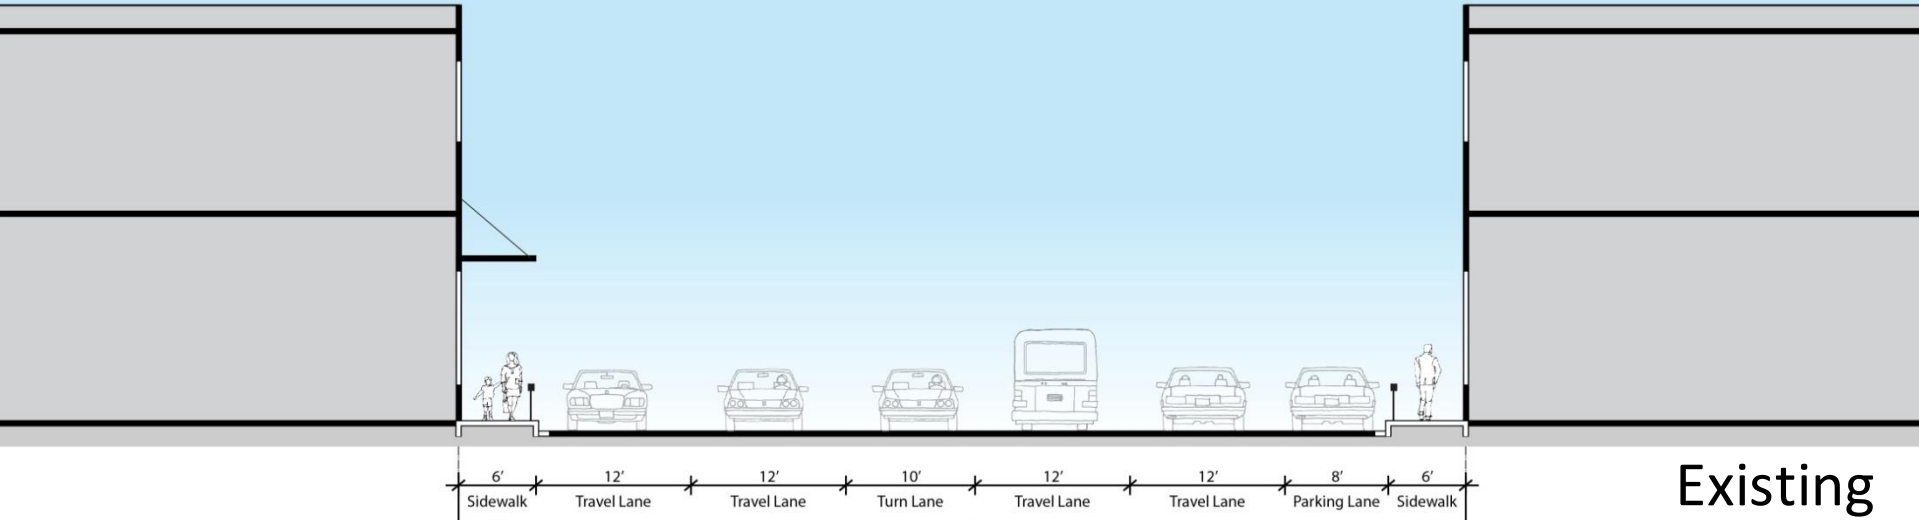 6’ 12’ 12’ 10’ 12’ 12’ 8’ 6’
Sidewalk Travel Lane Travel Lane Turn Lane Travel Lane Travel Lane Parking Lane Sidewalk
Existing